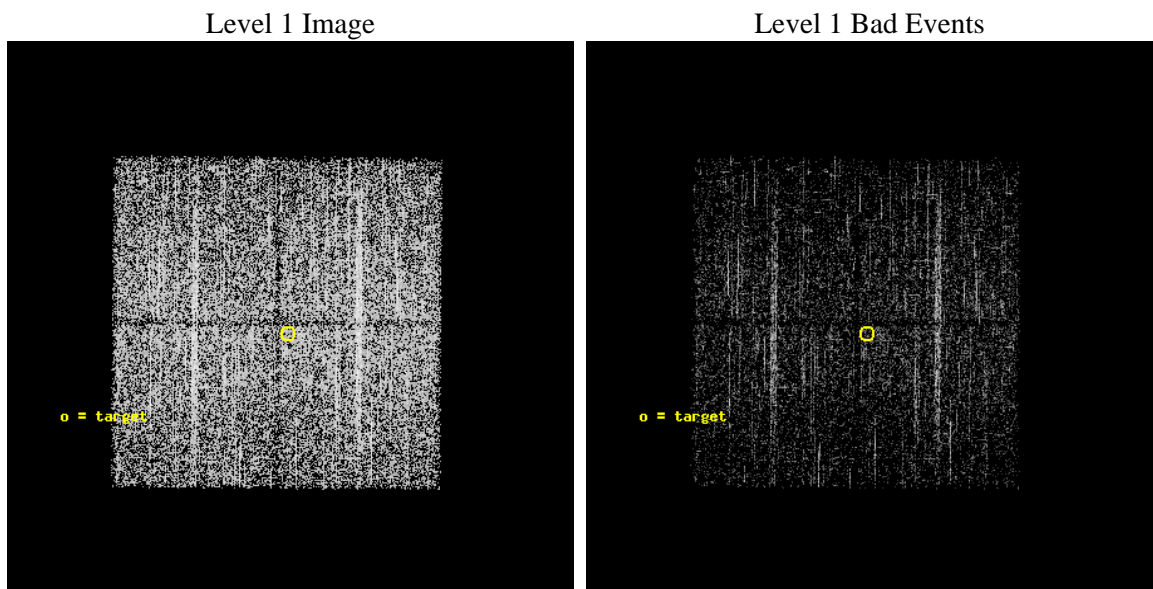 Level 1 Image
Level 1 Bad Events
o = target
o = target